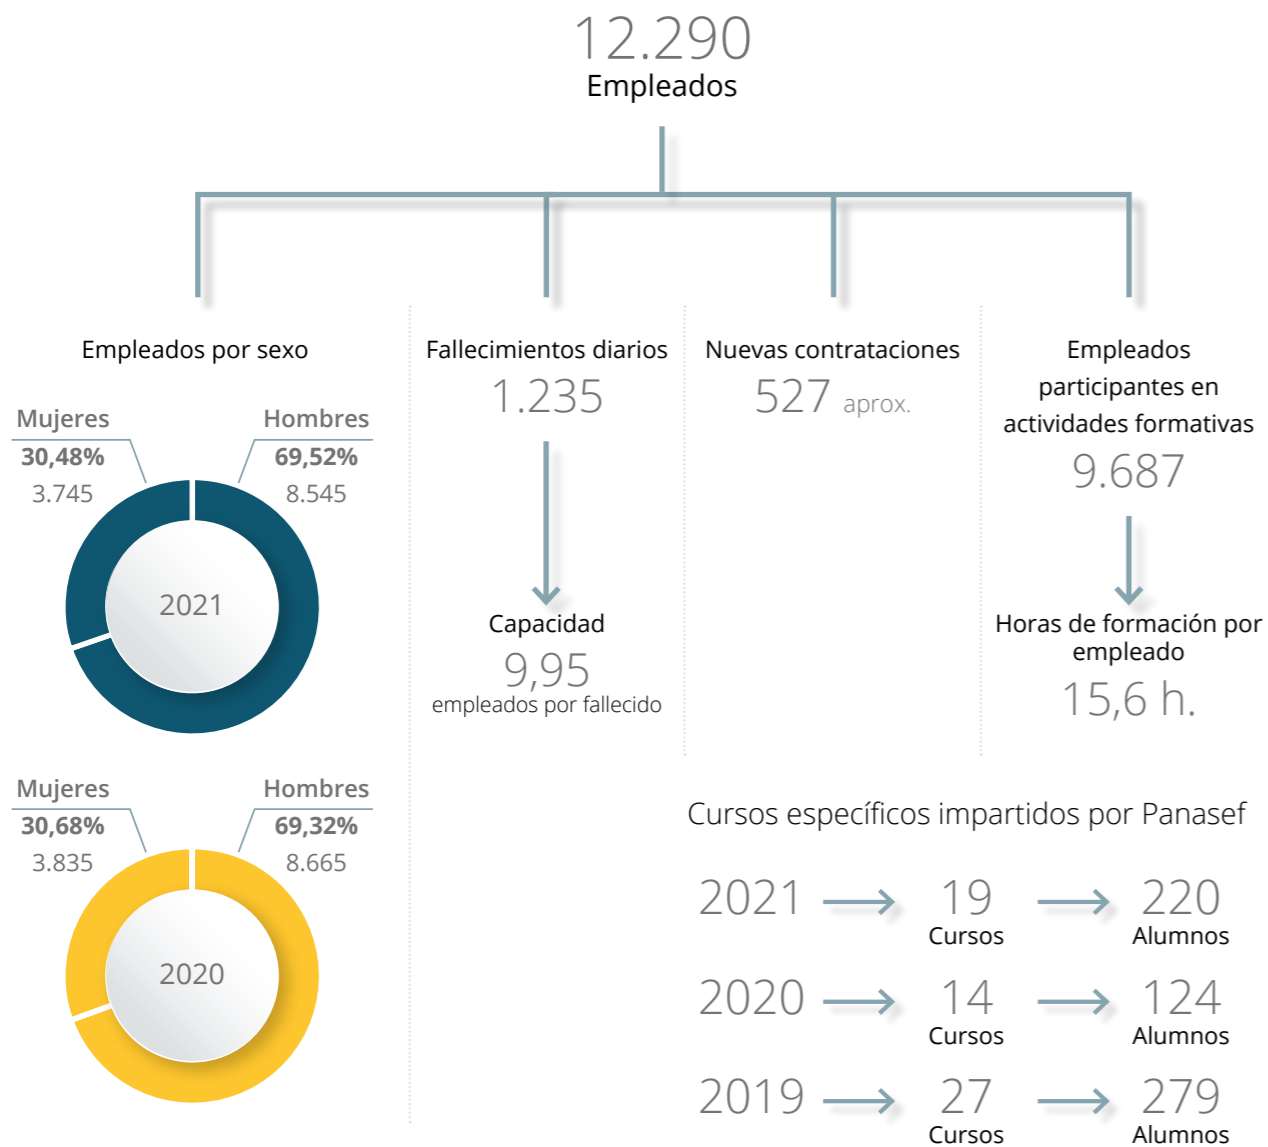 12.290
Empleados
Empleados por sexo
Mujeres
30,48%
3.745
Hombres
69,52%
8.545
2021
Mujeres
30,68%
3.835
Hombres
69,32%
8.665
2020
Fallecimientos diarios
1.235
Capacidad
9,95
empleados por fallecido
Nuevas contrataciones
527 aprox.
Empleados
participantes en
actividades formativas
9.687
Horas de formación por
empleado
15,6 h.
Cursos específicos impartidos por Panasef
2021
19
Cursos
220
Alumnos
2020
14
Cursos
124
Alumnos
2019
27
Cursos
279
Alumnos